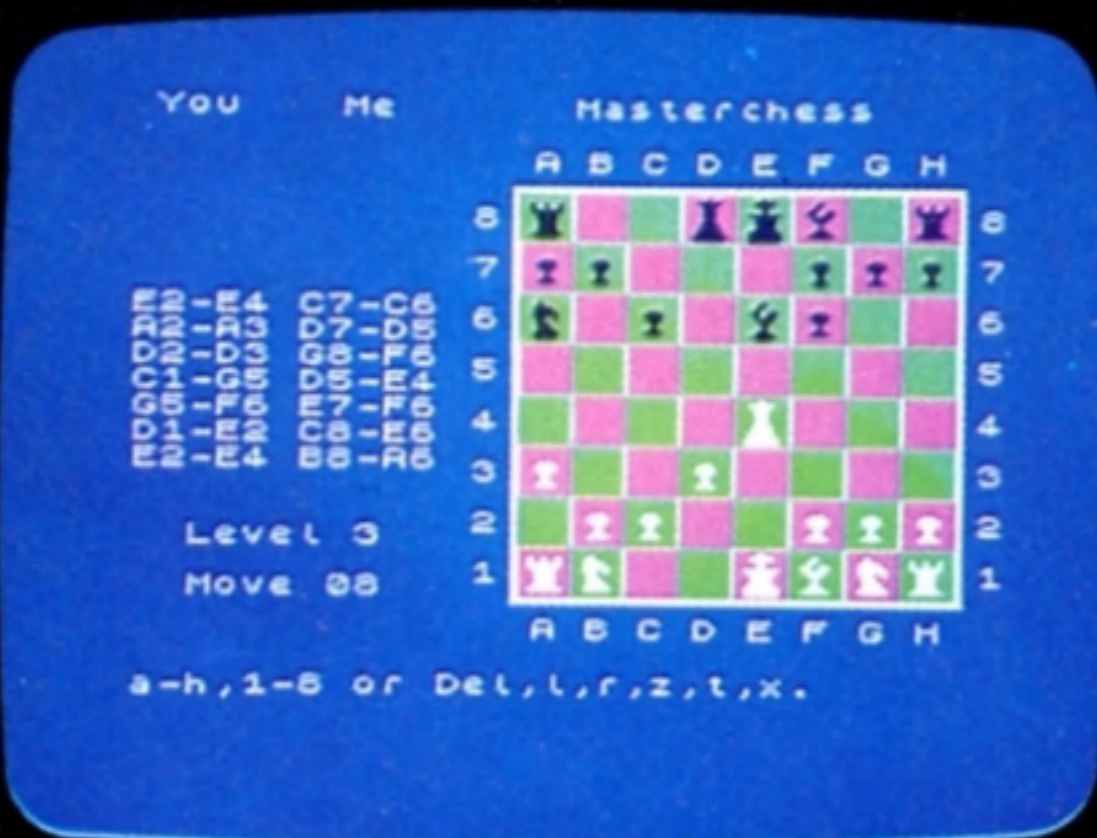 You Me Masterchess
A B C D E F G H
8 8
7 7
E2-E4 C7-C6
A2-A3 D7-D5
6 6
D2-D3 G8-F6
C1-G5 D5-E4
5 5
G5-F6 E7-F6
D1-E2 C8-E6
4 4
E2-E4 B8-A6
3 3
Level 3
2 2
Move 08
1 1
A B C D E F G H
a-h,1-8 or Del,l,r,z,t,x.